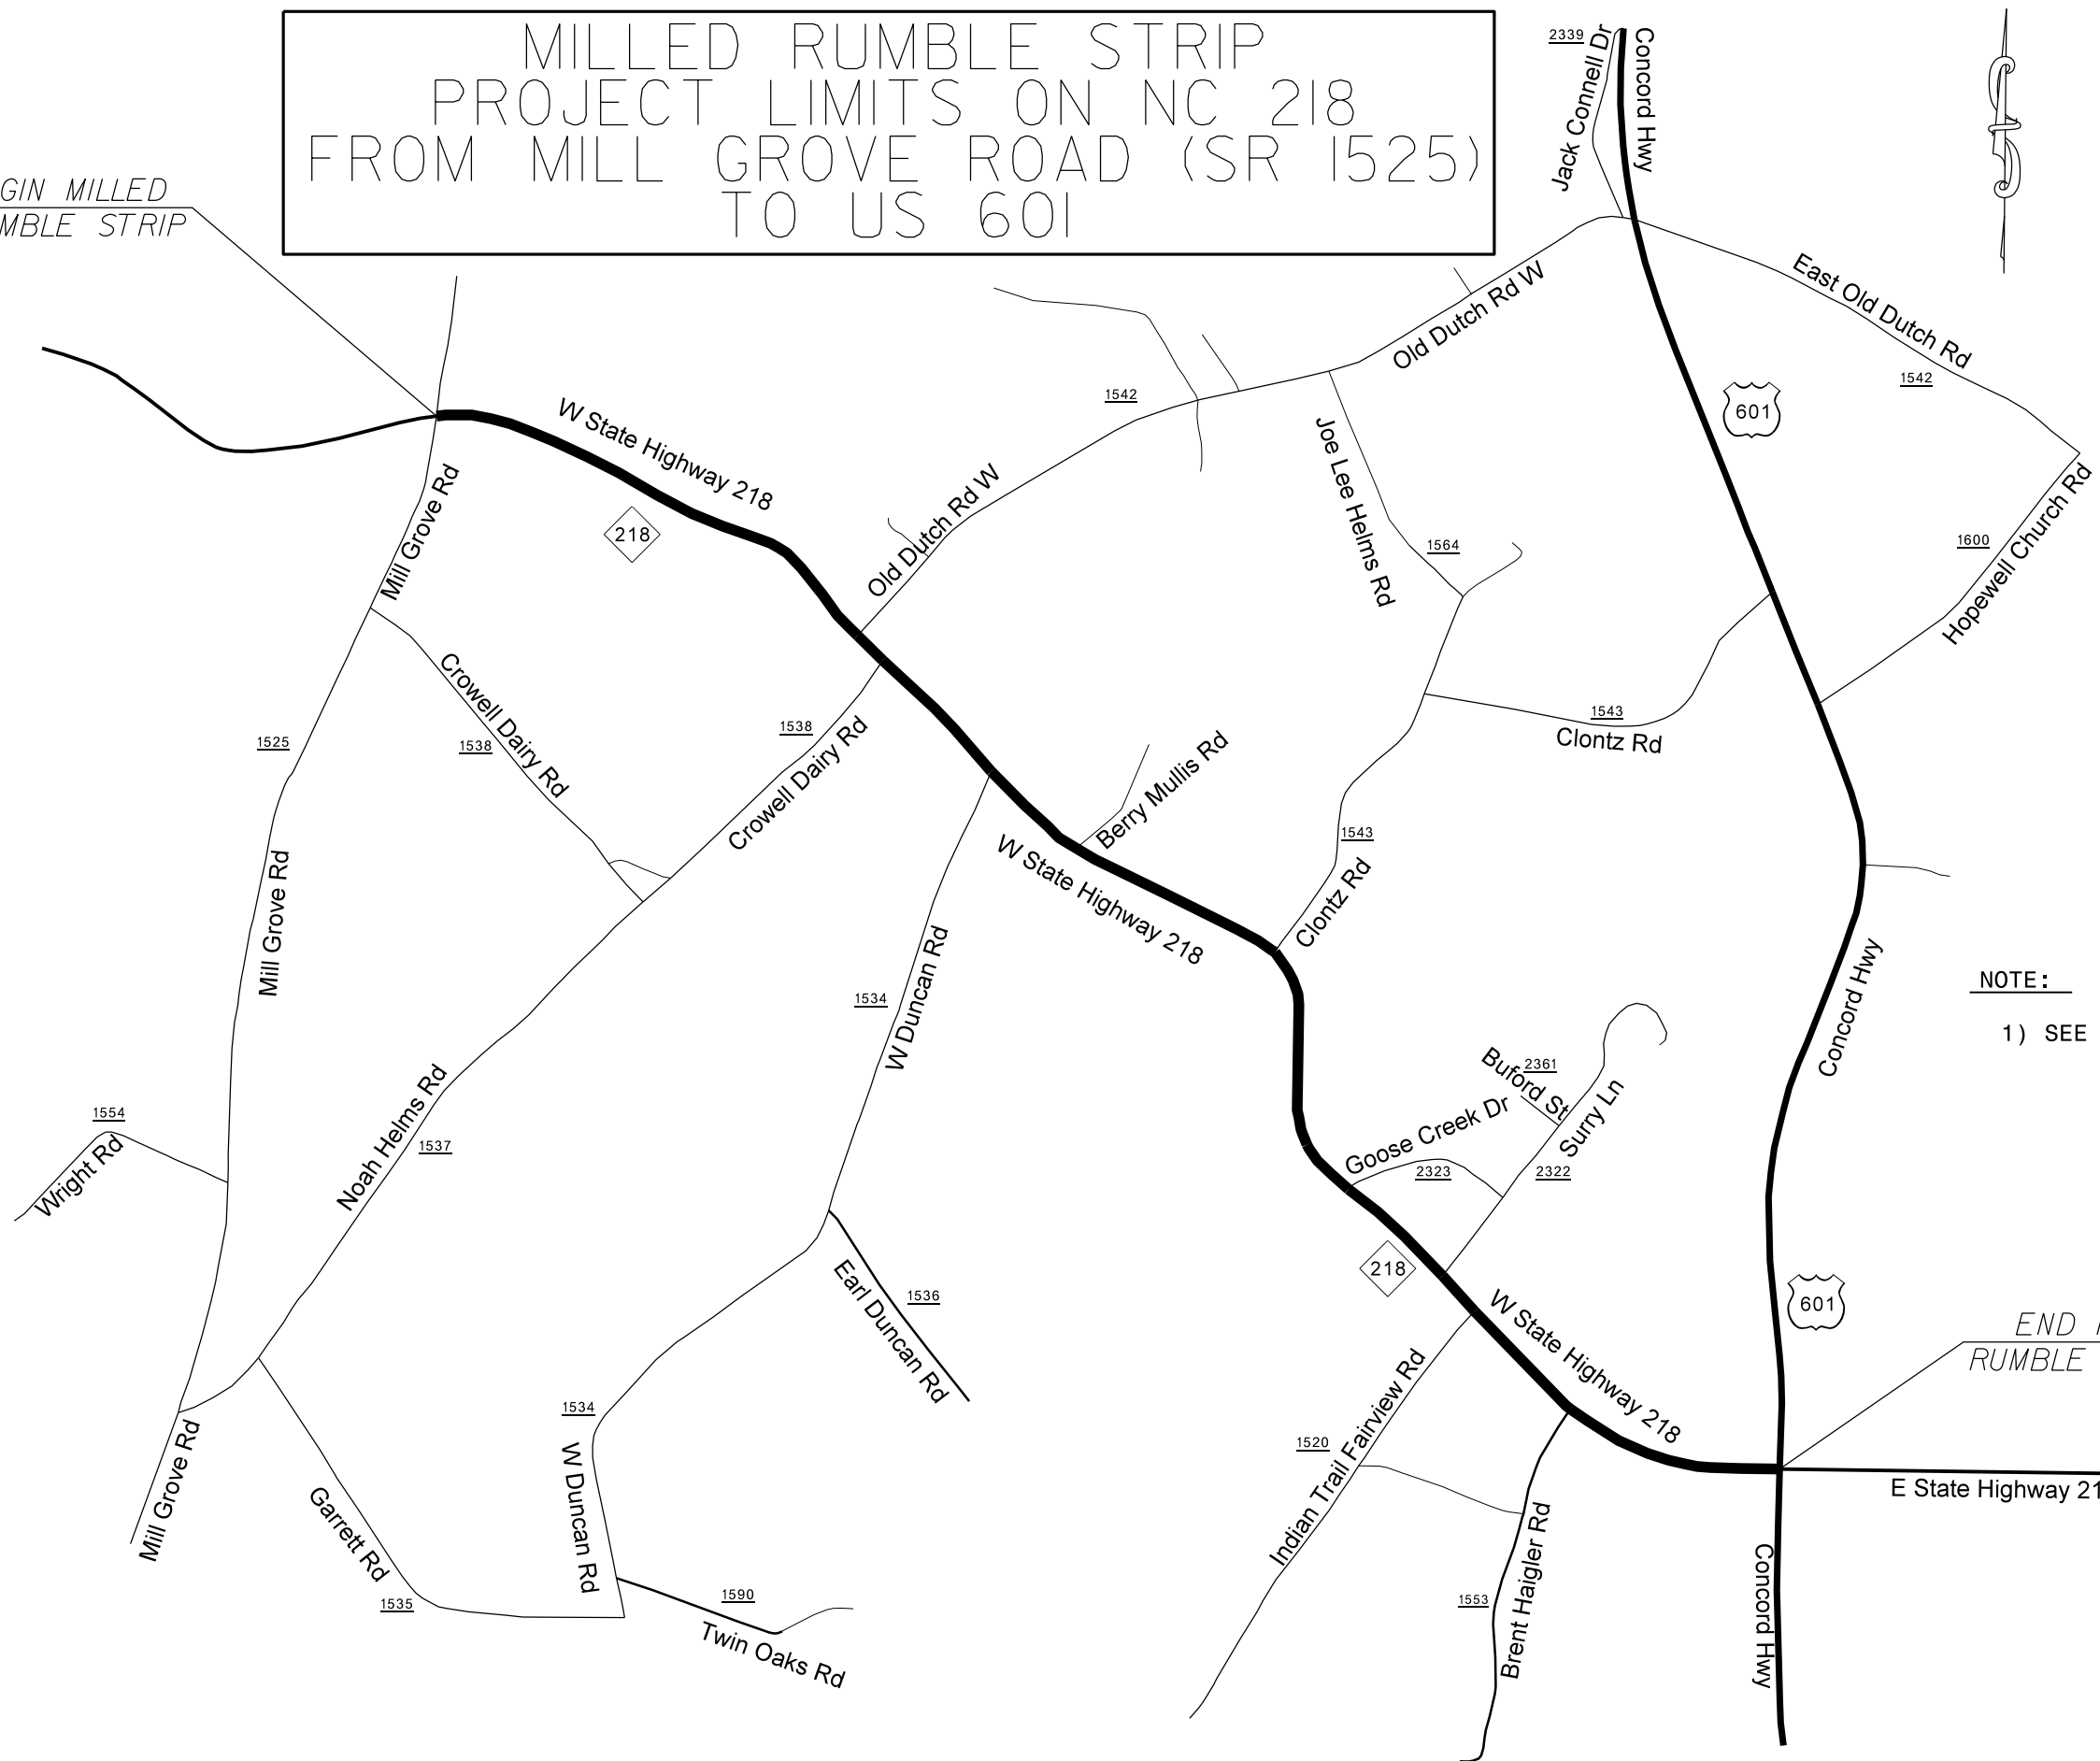 MILLED RUMBLE STRIP
PROJECT LIMITS ON NC 218
FROM MILL GROVE ROAD (SR 1525)
TO US 601
GIN MILLED
MBLE STRIP
2339
Jack Connell Dr
Concord Hwy
East Old Dutch Rd
1542
Old Dutch Rd W
1542
601
W State Highway 218
218
Old Dutch Rd W
Joe Lee Helms Rd
1564
1600
Hopewell Church Rd
Mill Grove Rd
Crowell Dairy Rd
1538
1525
1538
Crowell Dairy Rd
1543
Clontz Rd
Berry Mullis Rd
W State Highway 218
1543
Clontz Rd
Mill Grove Rd
1534
W Duncan Rd
Concord Hwy
NOTE:
1) SEE
1554
Wright Rd
Noah Helms Rd
1537
2361
Buford St
Surry Ln
Goose Creek Dr
2323
2322
218
Earl Duncan Rd
1536
601
W State Highway 218
END
RUMBLE
1534
W Duncan Rd
Indian Trail Fairview Rd
1520
E State Highway 21
Mill Grove Rd
Garrett Rd
1535
1590
Twin Oaks Rd
1553
Brent Haigler Rd
Concord Hwy